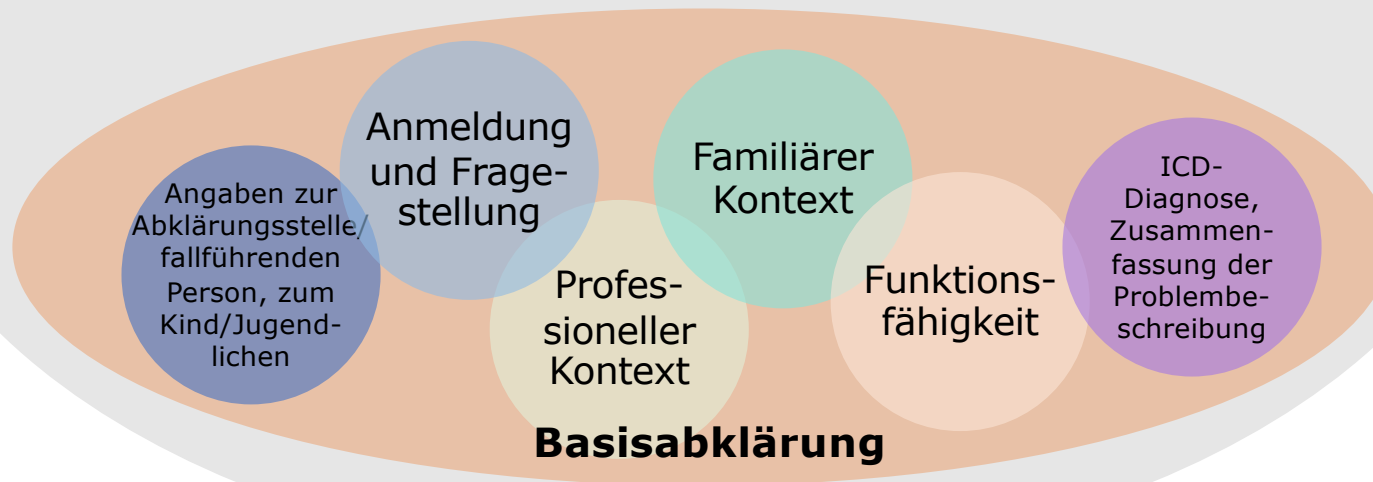 Angaben zur
Abklärungsstelle/
fallführenden
Person, zum
Kind/Jugend-
lichen
Anmeldung
und Frage-
stellung
Profes-
sioneller
Kontext
Familiärer
Kontext
Funktions-
fähigkeit
ICD-
Diagnose,
Zusammen-
fassung der
Problembe-
schreibung
Basisabklärung